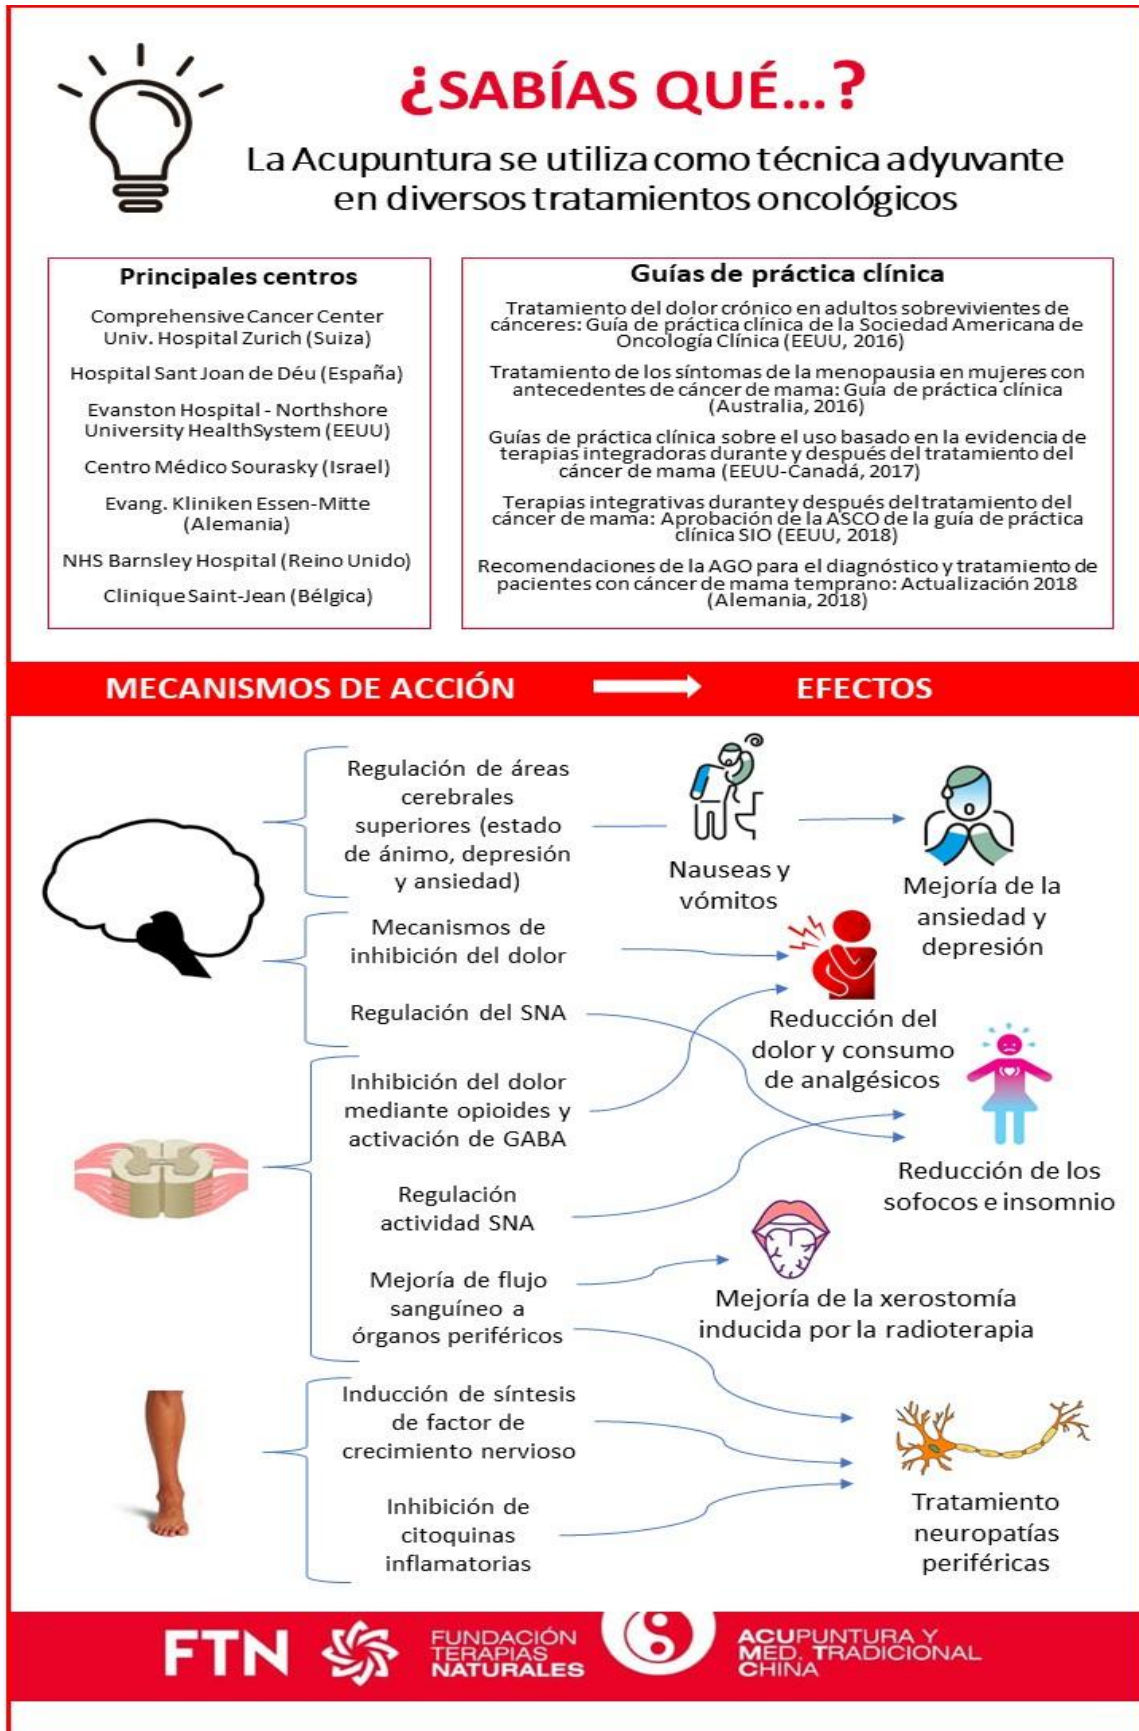 ¿SABÍAS QUÉ...?
La Acupuntura se utiliza como técnica adyuvante
en diversos tratamientos oncológicos
Principales centros
Comprehensive Cancer Center
Univ. Hospital Zurich (Suiza)
Hospital Sant Joan de Déu (España)
Evanston Hospital - Northshore
University HealthSystem (EEUU)
Centro Médico Sourasky (Israel)
Evang. Kliniken Essen-Mitte
(Alemania)
NHS Barnsley Hospital (Reino Unido)
Clinique Saint-Jean (Bélgica)
Guías de práctica clínica
Tratamiento del dolor crónico en adultos sobrevivientes de
cánceres: Guía de práctica clínica de la Sociedad Americana de
Oncología Clínica (EEUU, 2016)
Tratamiento de los síntomas de la menopausia en mujeres con
antecedentes de cáncer de mama: Guía de práctica clínica
(Australia, 2016)
Guías de práctica clínica sobre el uso basado en la evidencia de
terapias integradoras durante y después del tratamiento del
cáncer de mama (EEUU-Canadá, 2017)
Terapias integrativas durante y después del tratamiento del
cáncer de mama: Aprobación de la ASCO de la guía de práctica
clínica SIO (EEUU, 2018)
Recomendaciones de la AGO para el diagnóstico y tratamiento de
pacientes con cáncer de mama temprano: Actualización 2018
(Alemania, 2018)
MECANISMOS DE ACCIÓN
EFECTOS
Regulación de áreas
cerebrales
superiores (estado
de ánimo, depresión
y ansiedad)
Nauseas y
vómitos
Mejoría de la
ansiedad y
depresión
Mecanismos de
inhibición del dolor
Regulación del SNA
Reducción del
dolor y consumo
de analgésicos
Inhibición del dolor
mediante opioides y
activación de GABA
Reducción de los
sofocos e insomnio
Regulación
actividad SNA
Mejoría de flujo
sanguíneo a
órganos periféricos
Mejoría de la xerostomía
inducida por la radioterapia
Inducción de síntesis
de factor de
crecimiento nervioso
Inhibición de
citoquinas
inflamatorias
Tratamiento
neuropatías
periféricas
FTN
FUNDACIÓN
TERAPIAS
NATURALES
ACUPUNTURA Y
MED. TRADICIONAL
CHINA